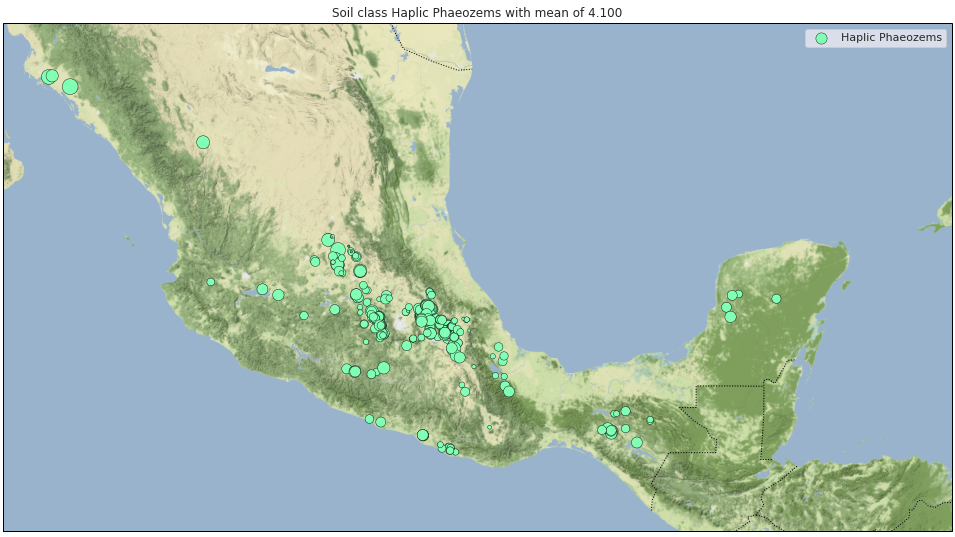 Soil class Haplic Phaeozems with mean of 4.100
Haplic Phaeozems